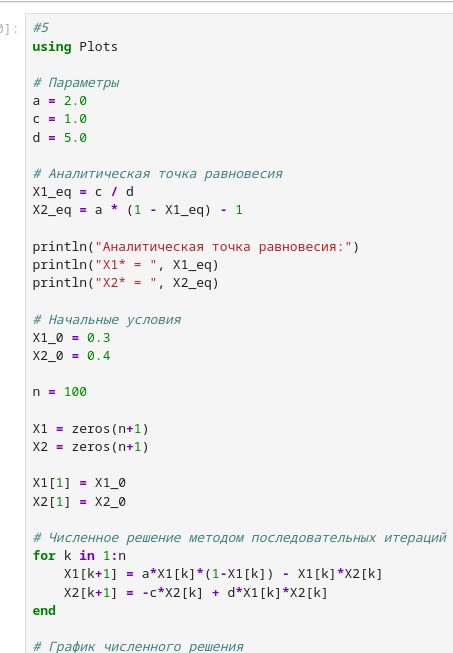 0]:
#5
using Plots
# Параметры
a = 2.0
c = 1.0
d = 5.0
# Аналитическая точка равновесия
X1_eq = c / d
X2_eq = a * (1 - X1_eq) - 1
println("Аналитическая точка равновесия:")
println("X1* = ", X1_eq)
println("X2* = ", X2_eq)
# Начальные условия
X1_0 = 0.3
X2_0 = 0.4
n = 100
X1 = zeros(n+1)
X2 = zeros(n+1)
X1[1] = X1_0
X2[1] = X2_0
# Численное решение методом последовательных итераций
for k in 1:n
    X1[k+1] = a*X1[k]*(1-X1[k]) - X1[k]*X2[k]
    X2[k+1] = -c*X2[k] + d*X1[k]*X2[k]
end
# График численного решения